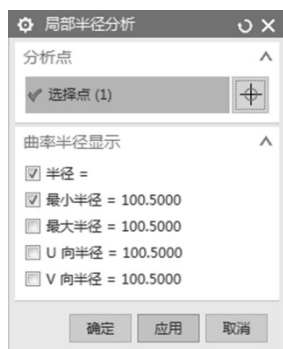 局部半径分析
分析点
选择点 (1)
曲率半径显示
半径 =
最小半径 = 100.5000
最大半径 = 100.5000
U 向半径 = 100.5000
V 向半径 = 100.5000
确定 应用 取消